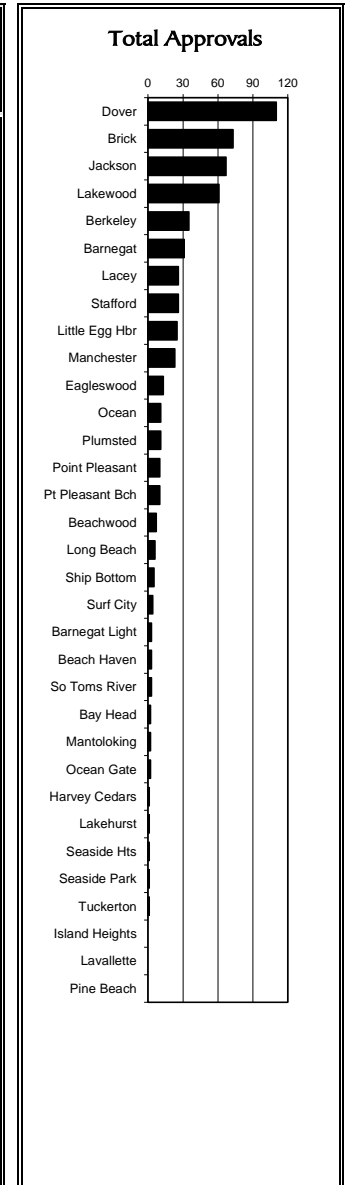 Total Approvals
0 30 60 90 120
Dover
Brick
Jackson
Lakewood
Berkeley
Barnegat
Lacey
Stafford
Little Egg Hbr
Manchester
Eagleswood
Ocean
Plumsted
Point Pleasant
Pt Pleasant Bch
Beachwood
Long Beach
Ship Bottom
Surf City
Barnegat Light
Beach Haven
So Toms River
Bay Head
Mantoloking
Ocean Gate
Harvey Cedars
Lakehurst
Seaside Hts
Seaside Park
Tuckerton
Island Heights
Lavallette
Pine Beach